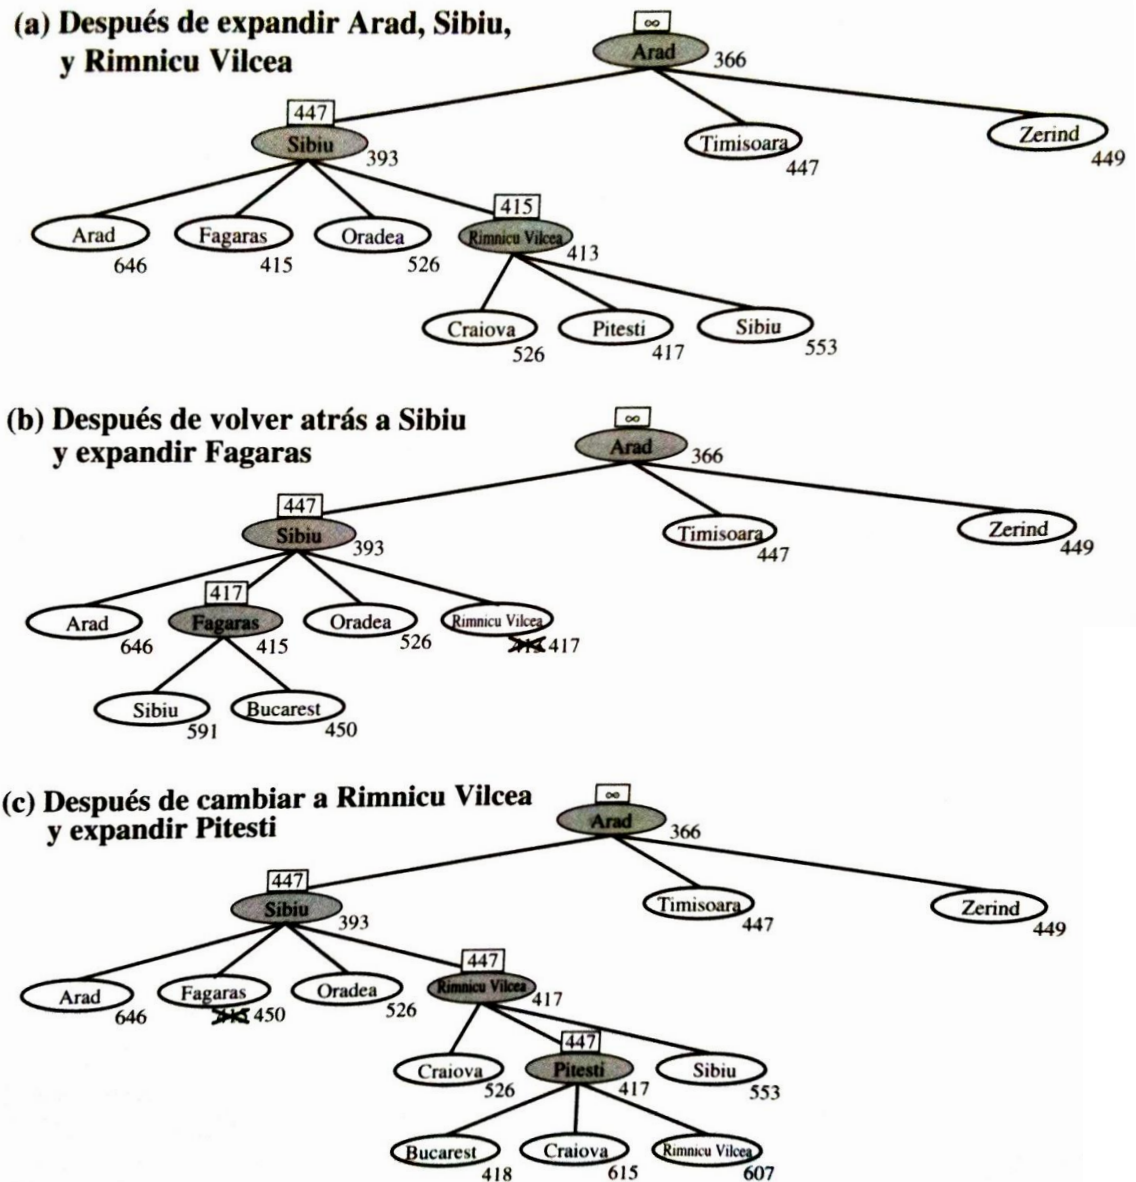 (a) Después de expandir Arad, Sibiu,
y Rimnicu Vilcea
∞
Arad
366
447
Sibiu
393
Timisoara
447
Zerind
449
Arad
646
Fagaras
415
Oradea
526
415
Rimnicu Vilcea
413
Craiova
526
Pitesti
417
Sibiu
553
(b) Después de volver atrás a Sibiu
y expandir Fagaras
∞
Arad
366
447
Sibiu
393
Timisoara
447
Zerind
449
Arad
646
417
Fagaras
415
Oradea
526
Rimnicu Vilcea
413 417
Sibiu
591
Bucarest
450
(c) Después de cambiar a Rimnicu Vilcea
y expandir Pitesti
∞
Arad
366
447
Sibiu
393
Timisoara
447
Zerind
449
Arad
646
Fagaras
415 450
Oradea
526
447
Rimnicu Vilcea
417
Craiova
526
447
Pitesti
417
Sibiu
553
Bucarest
418
Craiova
615
Rimnicu Vilcea
607